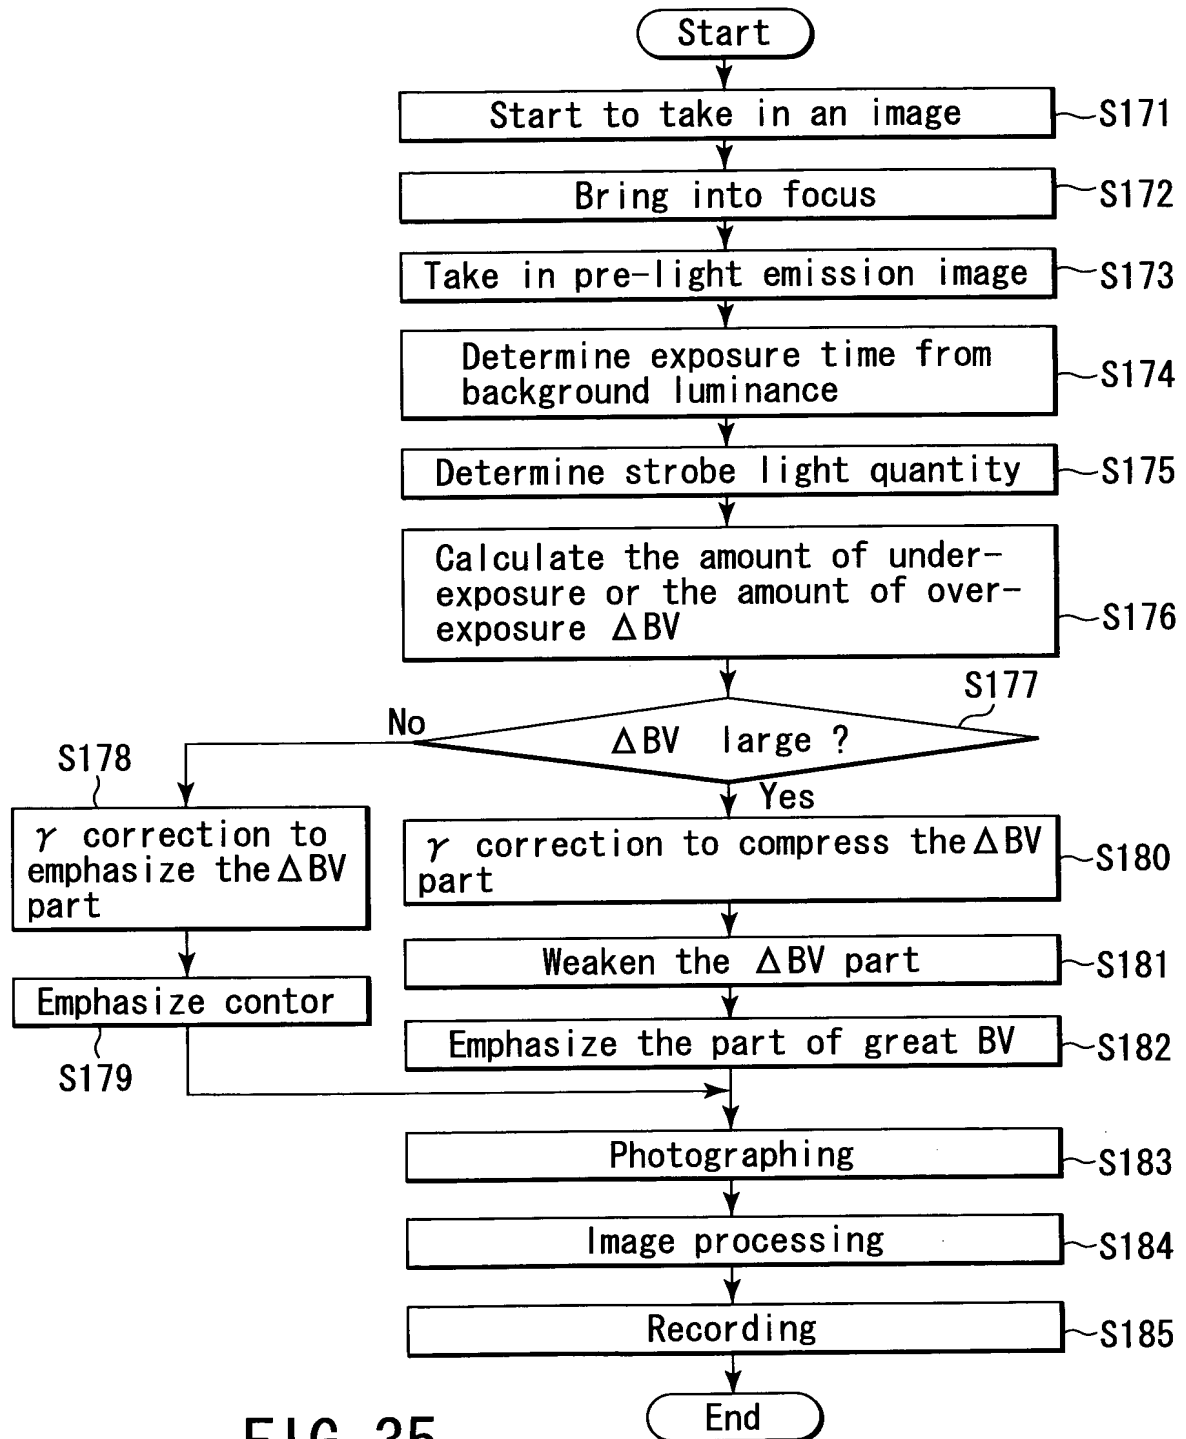 Start
Start to take in an image
S171
Bring into focus
S172
Take in pre-light emission image
S173
Determine exposure time from
background luminance
S174
Determine strobe light quantity
S175
Calculate the amount of under-
exposure or the amount of over-
exposure ΔBV
S176
S177
ΔBV large ?
No
Yes
S178
γ correction to
emphasize the ΔBV
part
Emphasize contor
S179
γ correction to compress the ΔBV
part
S180
Weaken the ΔBV part
S181
Emphasize the part of great BV
S182
Photographing
S183
Image processing
S184
Recording
S185
End
FIG. 35